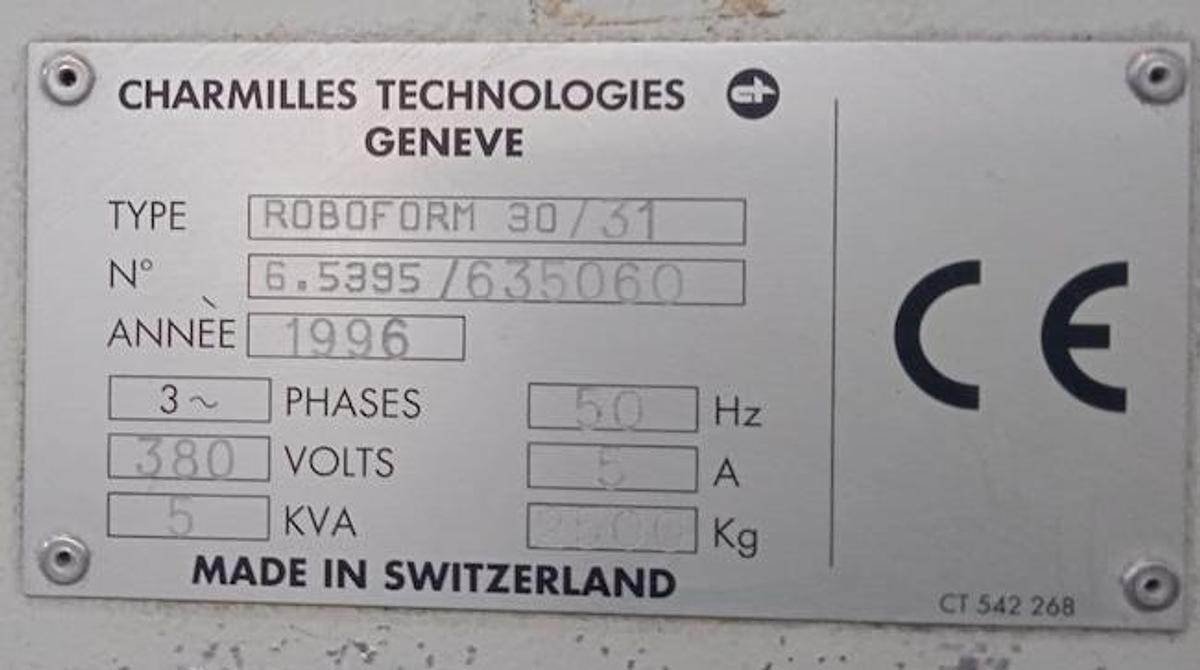 CHARMILLES TECHNOLOGIES
GENEVE
TYPE ROBOFORM 30/31
N° 6.5395/635060
ANNÈE 1996
3~ PHASES 50 Hz
380 VOLTS 5 A
5 KVA 2500 Kg
MADE IN SWITZERLAND
CE
CT 542 268